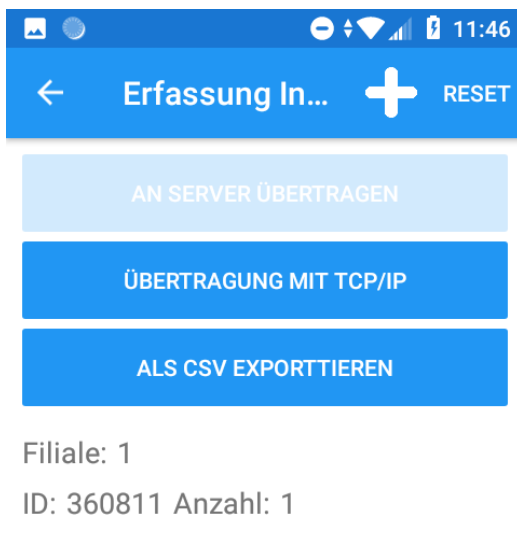 11:46
Erfassung In...
RESET
AN SERVER ÜBERTRAGEN
ÜBERTRAGUNG MIT TCP/IP
ALS CSV EXPORTTIEREN
Filiale: 1
ID: 360811 Anzahl: 1